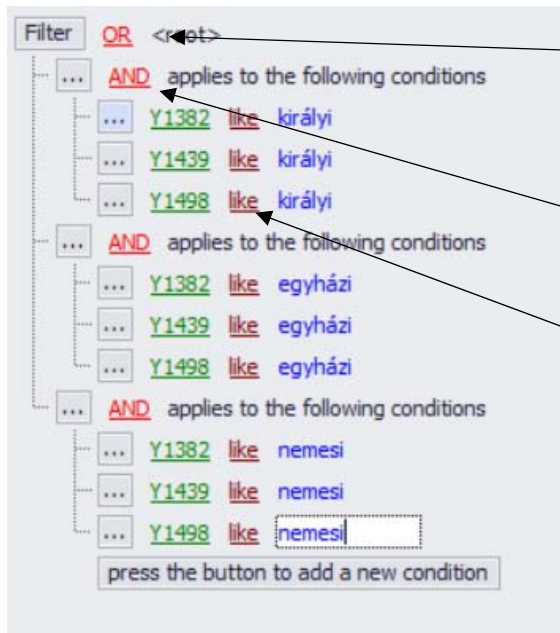 Filter OR <root>
... AND applies to the following conditions
... Y1382 like királyi
... Y1439 like királyi
... Y1498 like királyi
... AND applies to the following conditions
... Y1382 like egyházi
... Y1439 like egyházi
... Y1498 like egyházi
... AND applies to the following conditions
... Y1382 like nemesi
... Y1439 like nemesi
... Y1498 like nemesi
press the button to add a new condition